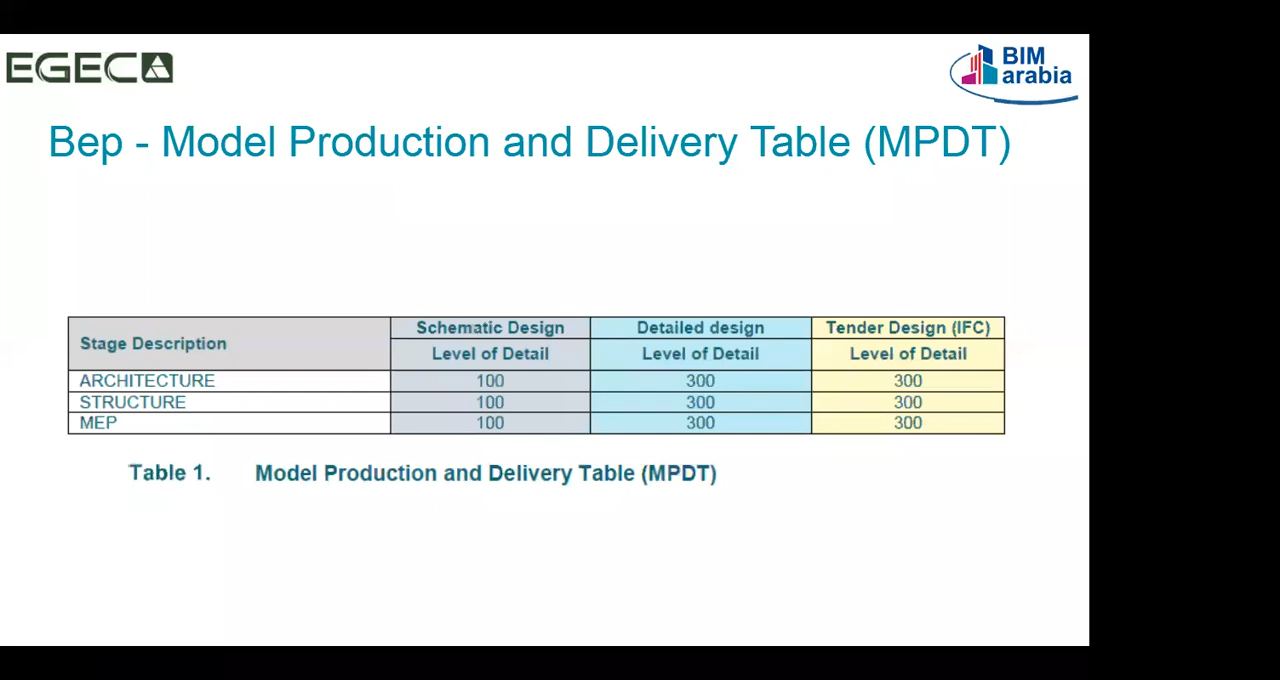 EGEC
BIM
arabia
Bep - Model Production and Delivery Table (MPDT)
Stage Description
Schematic Design
Detailed design
Tender Design (IFC)
Level of Detail
Level of Detail
Level of Detail
ARCHITECTURE 100 300 300
STRUCTURE 100 300 300
MEP 100 300 300
Table 1. Model Production and Delivery Table (MPDT)